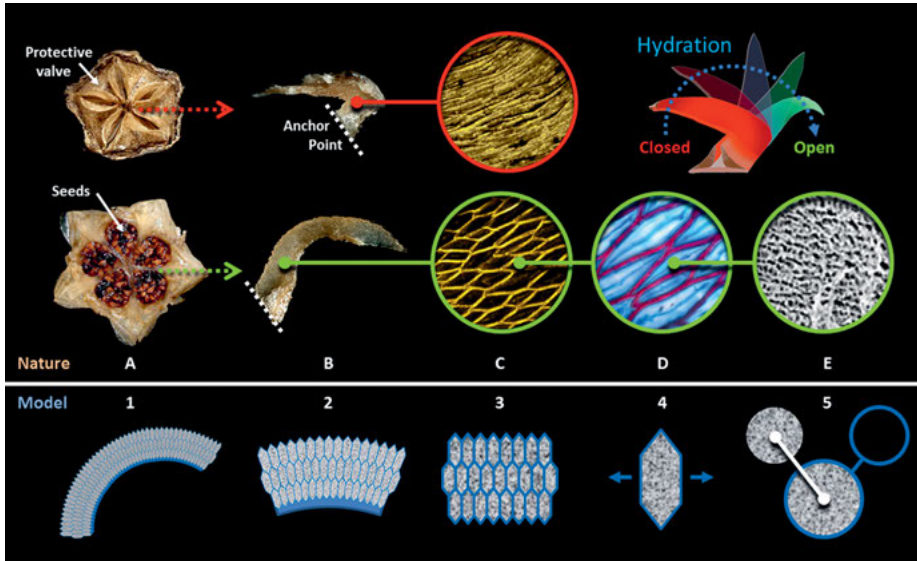 Protective
valve
Anchor
Point
Hydration
Closed
Open
Seeds
Nature
A
B
C
D
E
Model
1
2
3
4
5